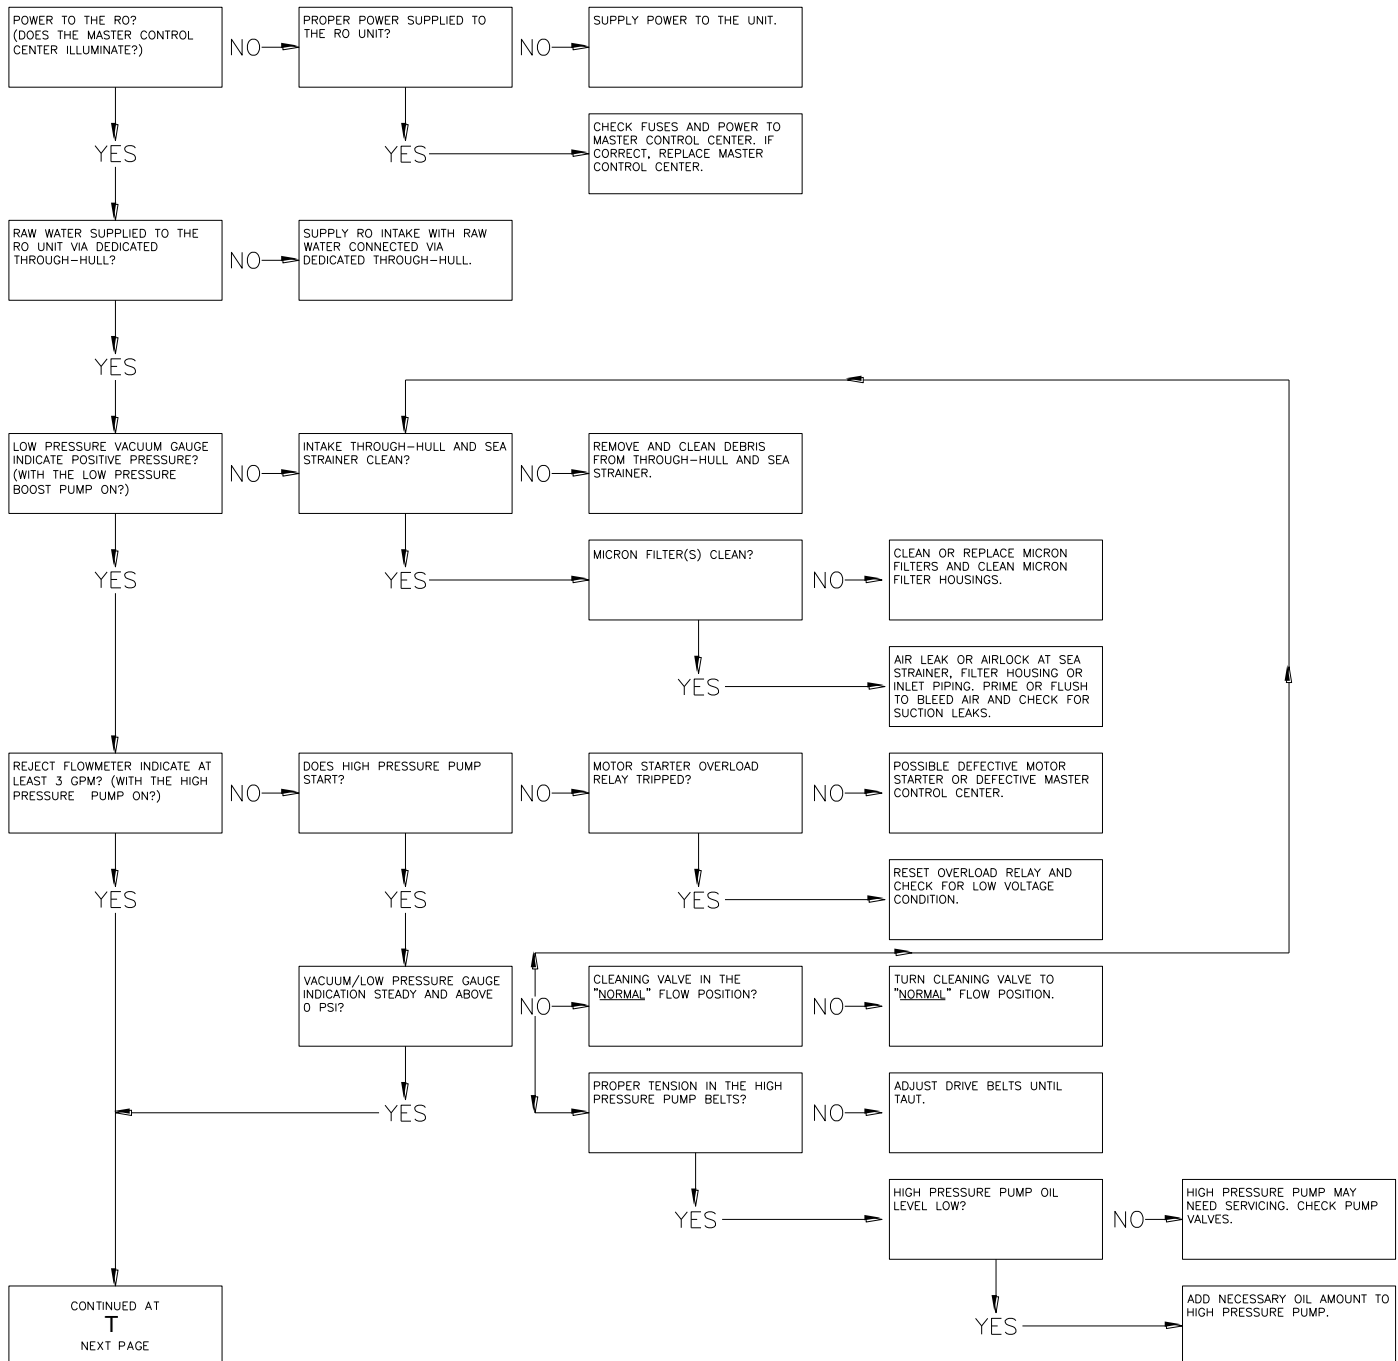 POWER TO THE RO?
(DOES THE MASTER CONTROL
CENTER ILLUMINATE?)
NO
PROPER POWER SUPPLIED TO
THE RO UNIT?
NO
SUPPLY POWER TO THE UNIT.
YES
YES
CHECK FUSES AND POWER TO
MASTER CONTROL CENTER. IF
CORRECT, REPLACE MASTER
CONTROL CENTER.
RAW WATER SUPPLIED TO THE
RO UNIT VIA DEDICATED
THROUGH-HULL?
NO
SUPPLY RO INTAKE WITH RAW
WATER CONNECTED VIA
DEDICATED THROUGH-HULL.
YES
LOW PRESSURE VACUUM GAUGE
INDICATE POSITIVE PRESSURE?
(WITH THE LOW PRESSURE
BOOST PUMP ON?)
NO
INTAKE THROUGH-HULL AND SEA
STRAINER CLEAN?
NO
REMOVE AND CLEAN DEBRIS
FROM THROUGH-HULL AND SEA
STRAINER.
YES
YES
MICRON FILTER(S) CLEAN?
NO
CLEAN OR REPLACE MICRON
FILTERS AND CLEAN MICRON
FILTER HOUSINGS.
YES
AIR LEAK OR AIRLOCK AT SEA
STRAINER, FILTER HOUSING OR
INLET PIPING. PRIME OR FLUSH
TO BLEED AIR AND CHECK FOR
SUCTION LEAKS.
REJECT FLOWMETER INDICATE AT
LEAST 3 GPM? (WITH THE HIGH
PRESSURE PUMP ON?)
NO
DOES HIGH PRESSURE PUMP
START?
NO
MOTOR STARTER OVERLOAD
RELAY TRIPPED?
NO
POSSIBLE DEFECTIVE MOTOR
STARTER OR DEFECTIVE MASTER
CONTROL CENTER.
YES
YES
YES
RESET OVERLOAD RELAY AND
CHECK FOR LOW VOLTAGE
CONDITION.
VACUUM/LOW PRESSURE GAUGE
INDICATION STEADY AND ABOVE
0 PSI?
NO
CLEANING VALVE IN THE
"NORMAL" FLOW POSITION?
NO
TURN CLEANING VALVE TO
"NORMAL" FLOW POSITION.
YES
PROPER TENSION IN THE HIGH
PRESSURE PUMP BELTS?
NO
ADJUST DRIVE BELTS UNTIL
TAUT.
YES
HIGH PRESSURE PUMP OIL
LEVEL LOW?
NO
HIGH PRESSURE PUMP MAY
NEED SERVICING. CHECK PUMP
VALVES.
CONTINUED AT
T
NEXT PAGE
YES
ADD NECESSARY OIL AMOUNT TO
HIGH PRESSURE PUMP.